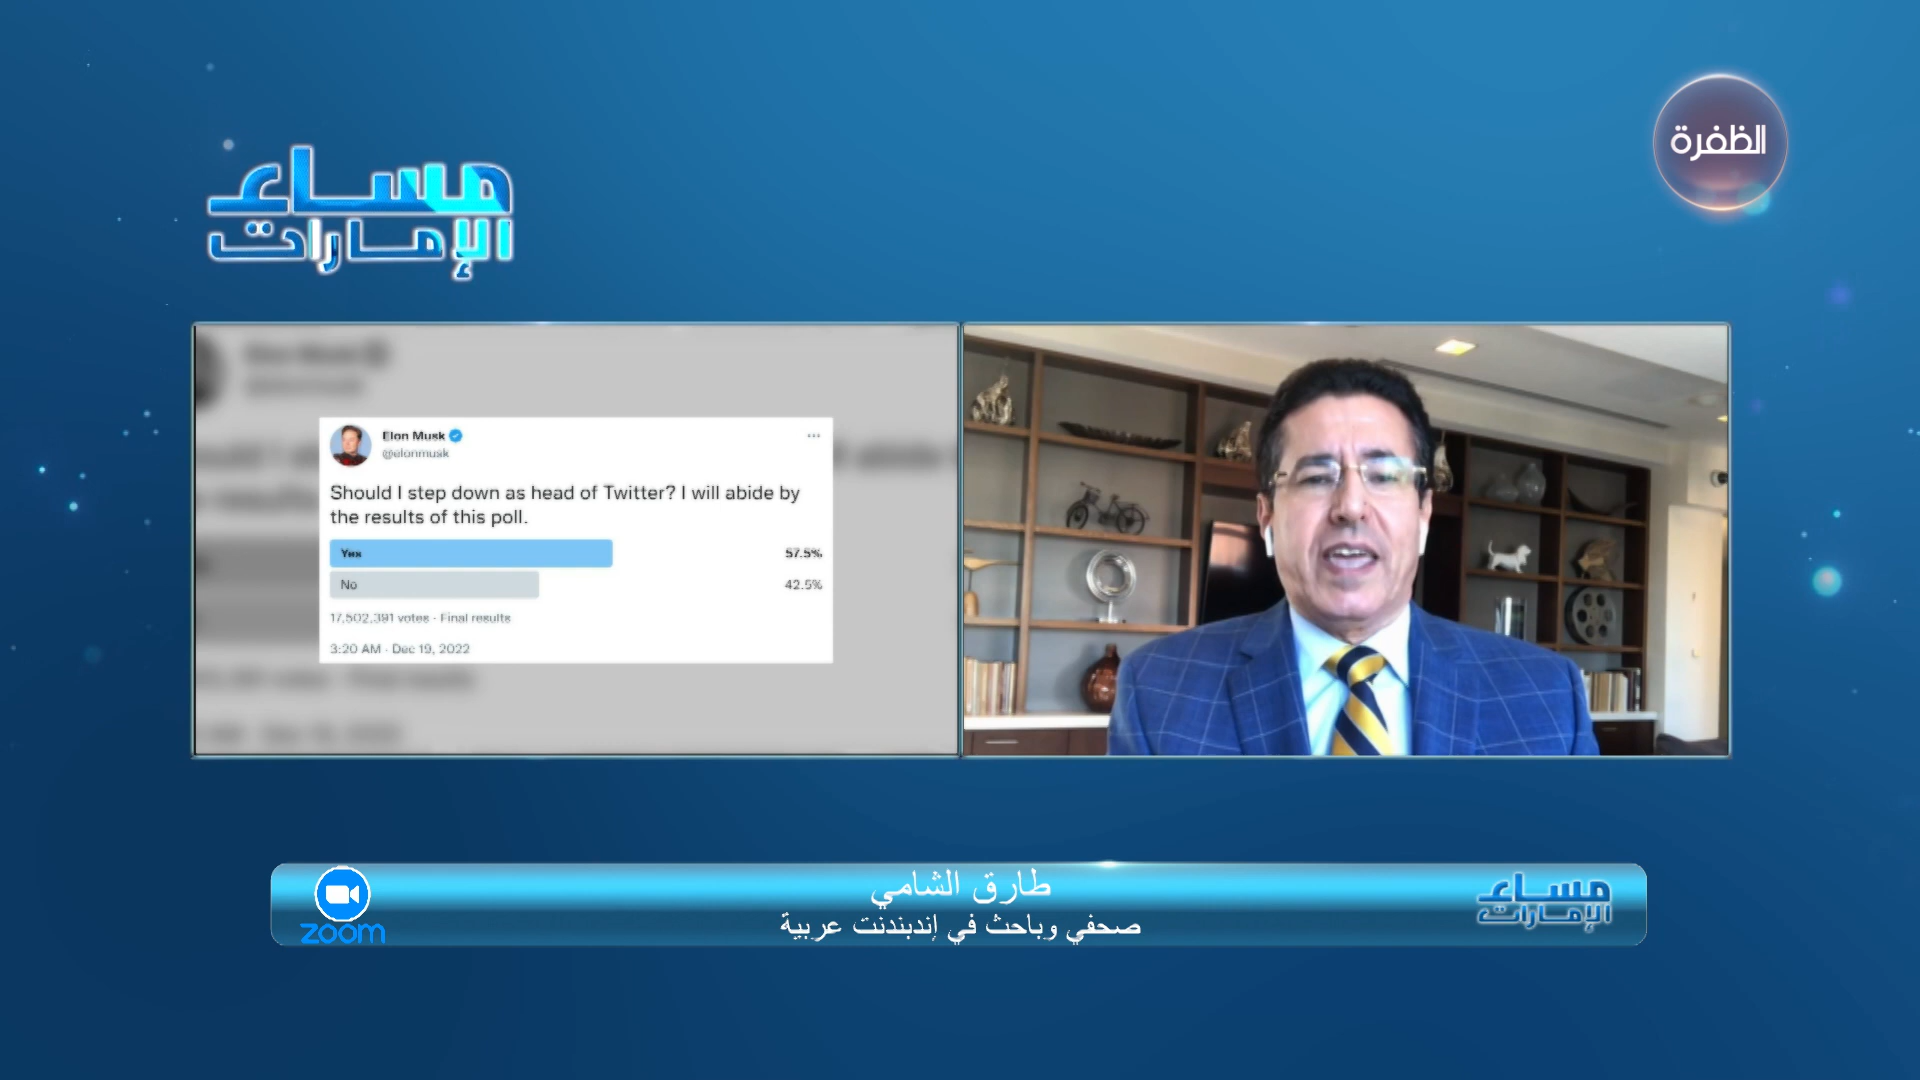 الظفرة
مساء
الإمارات
Elon Musk
@elonmusk
Should I step down as head of Twitter? I will abide by
the results of this poll.
Yes 57.5%
No 42.5%
17,502,391 votes · Final results
3:20 AM · Dec 19, 2022
طارق الشامي
صحفي وباحث في إندبندنت عربية
zoom
مساء
الإمارات